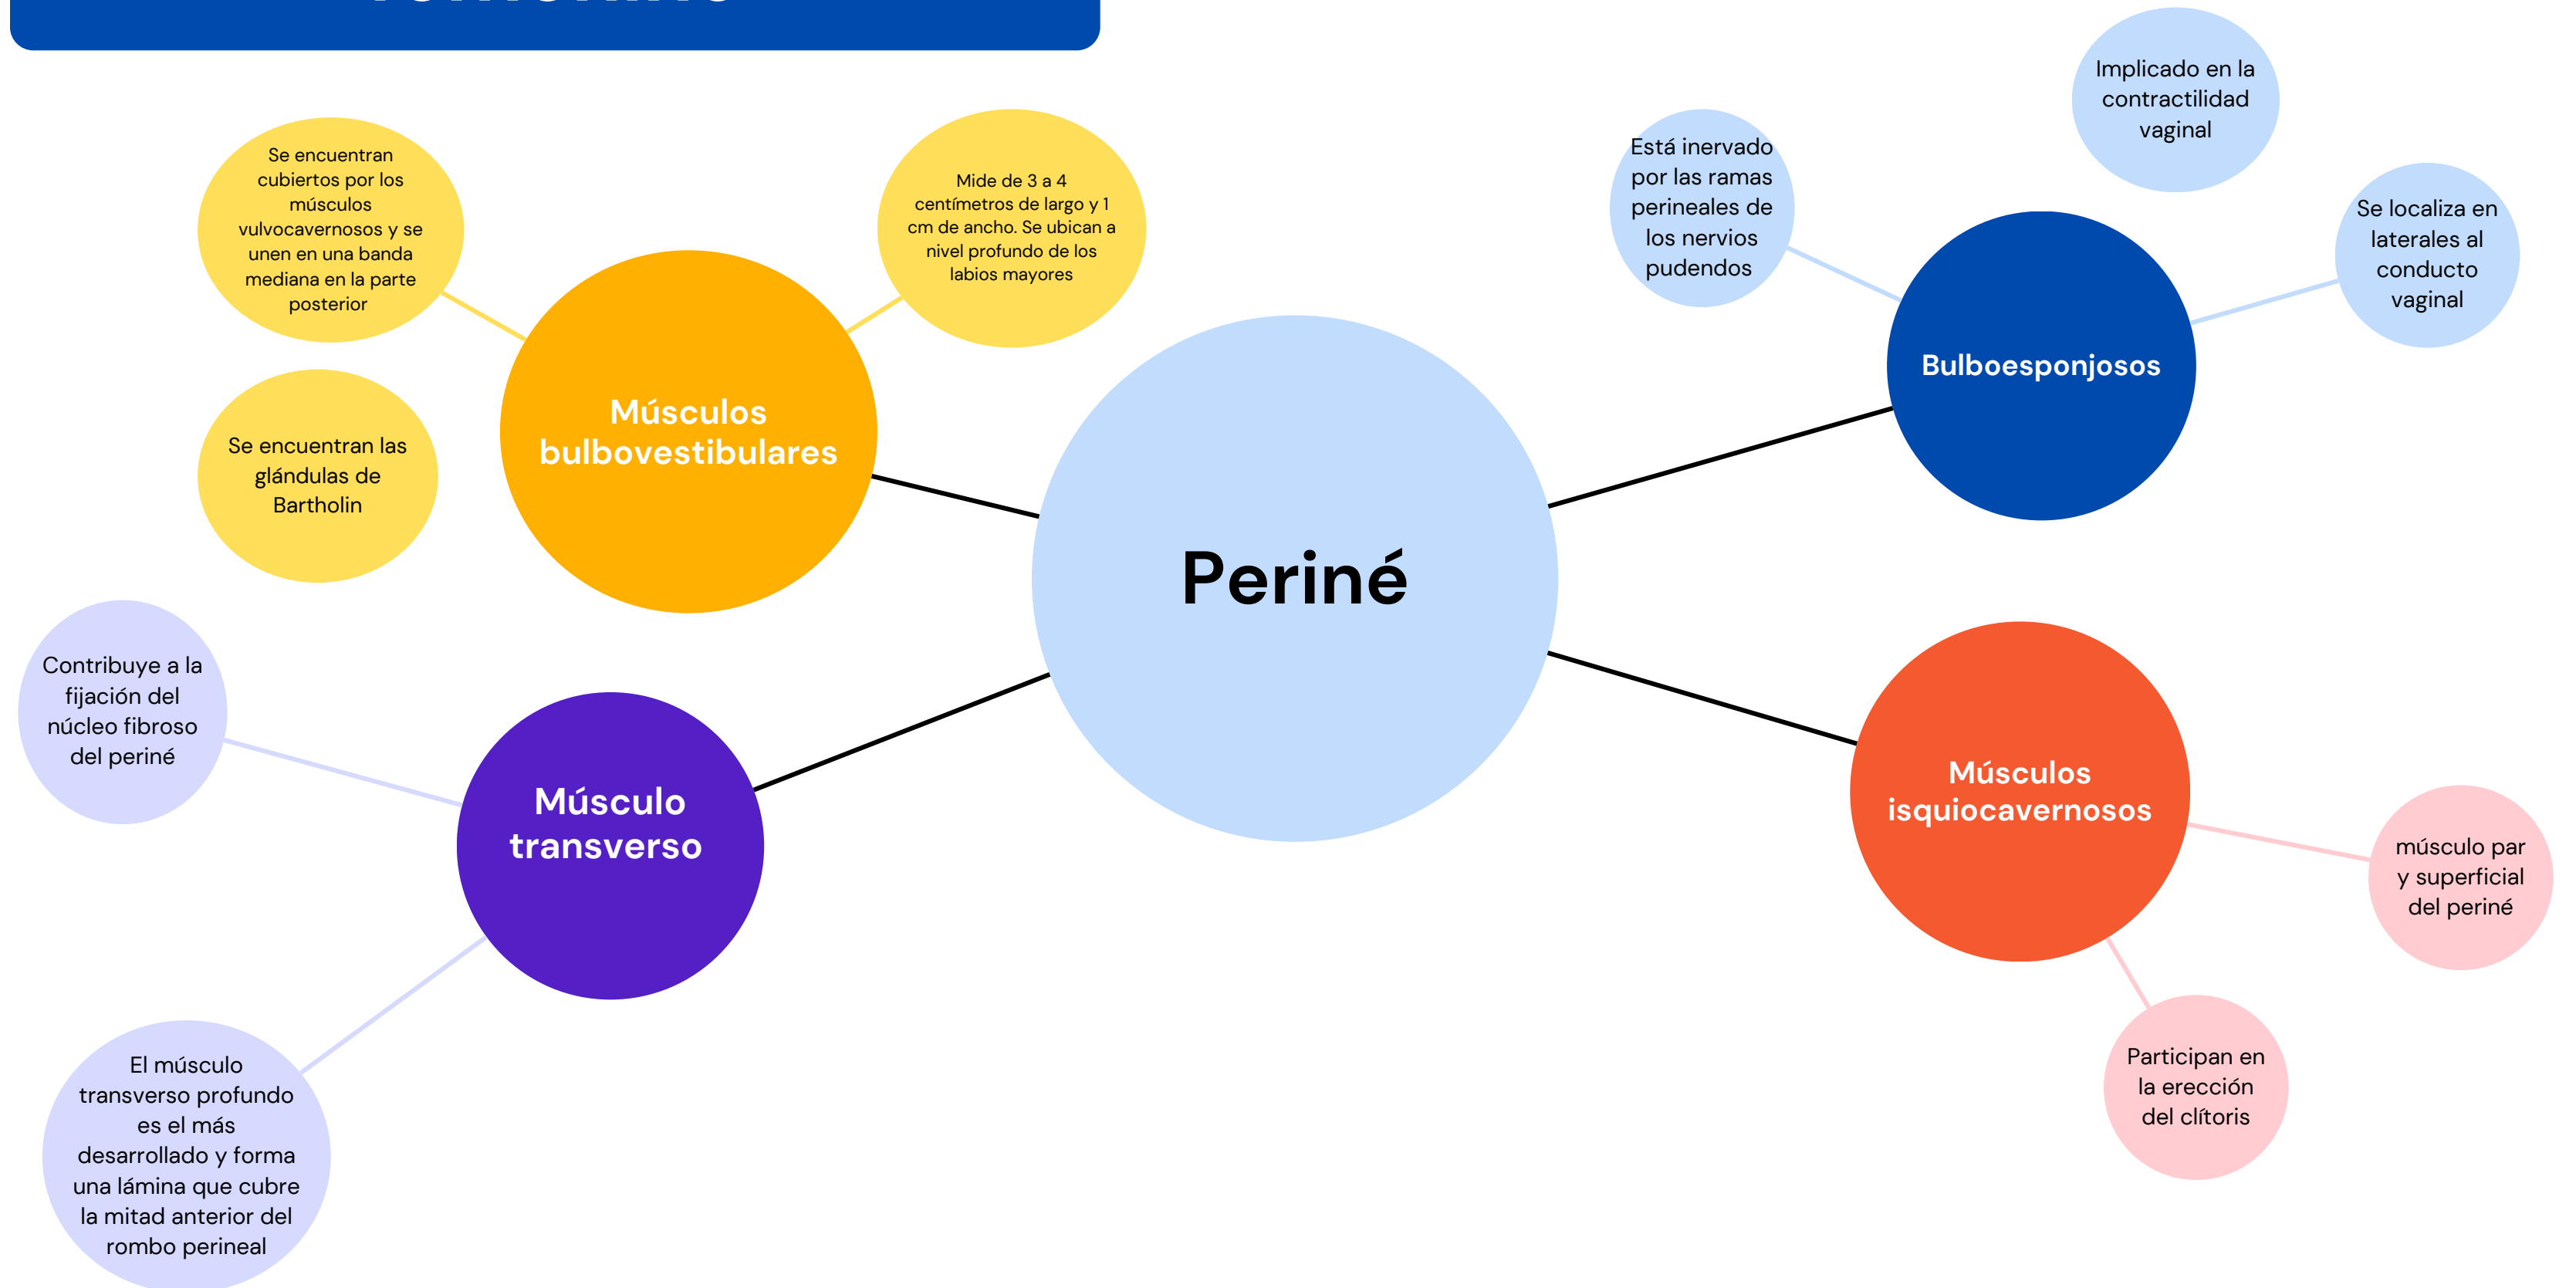 Se encuentran
cubiertos por los
músculos
vulvocavernosos y se
unen en una banda
mediana en la parte
posterior
Mide de 3 a 4
centímetros de largo y 1
cm de ancho. Se ubican a
nivel profundo de los
labios mayores
Músculos
bulbovestibulares
Se encuentran las
glándulas de
Bartholin
Contribuye a la
fijación del
núcleo fibroso
del periné
Músculo
transverso
El músculo
transverso profundo
es el más
desarrollado y forma
una lámina que cubre
la mitad anterior del
rombo perineal
Periné
Está inervado
por las ramas
perineales de
los nervios
pudendos
Implicado en la
contractilidad
vaginal
Se localiza en
laterales al
conducto
vaginal
Bulboesponjosos
Músculos
isquiocavernosos
músculo par
y superficial
del periné
Participan en
la erección
del clítoris